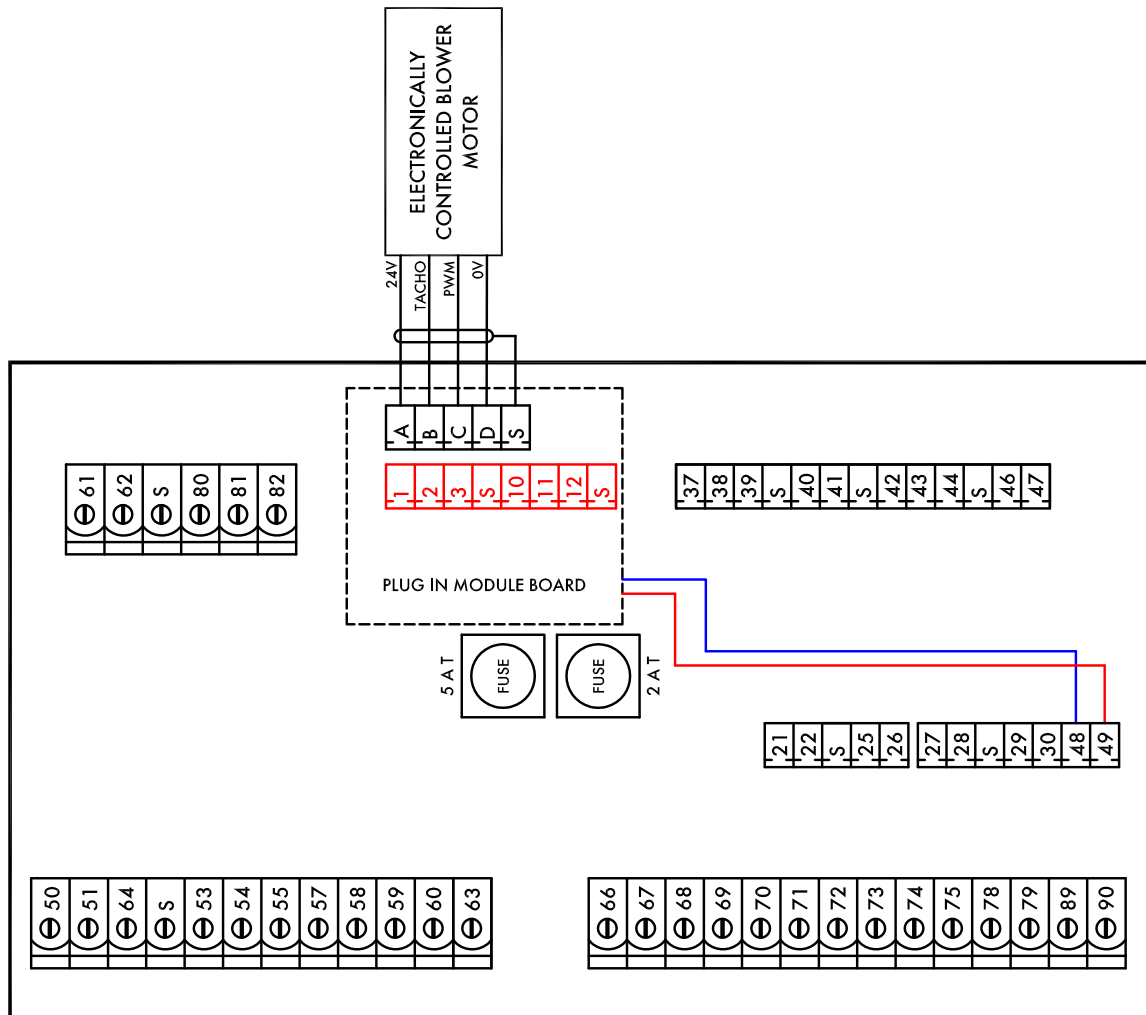 ELECTRONICALLY
CONTROLLED BLOWER
MOTOR
24V
TACHO
PWM
0V
A
B
C
D
S
1
2
3
S
10
11
12
S
PLUG IN MODULE BOARD
61
62
S
80
81
82
37
38
39
S
40
41
S
42
43
44
S
46
47
5 A T
FUSE
FUSE
2 A T
21
22
S
25
26
27
28
S
29
30
48
49
50
51
64
S
53
54
55
57
58
59
60
63
66
67
68
69
70
71
72
73
74
75
78
79
89
90